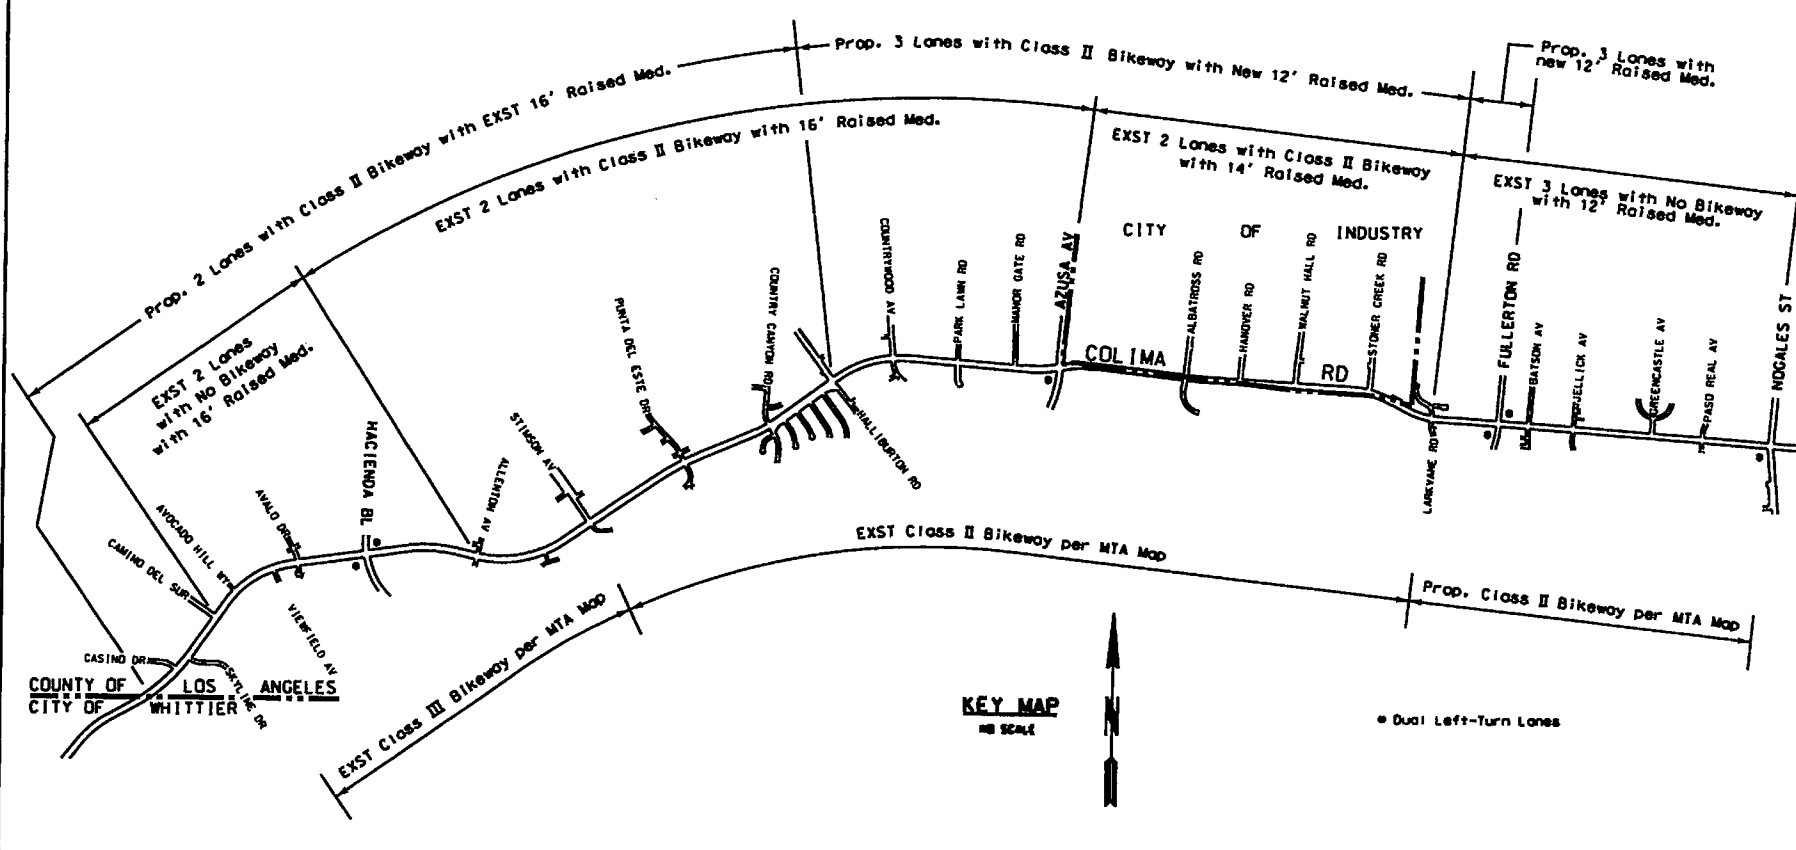 Prop. 2 Lanes with Class II Bikeway with EXST 16' Raised Med.
Prop. 3 Lanes with Class II Bikeway with New 12' Raised Med.
Prop. 3 Lanes with
new 12' Raised Med.
EXST 2 Lanes
with No Bikeway
with 16' Raised Med.
EXST 2 Lanes with Class II Bikeway with 16' Raised Med.
EXST 2 Lanes with Class II Bikeway
with 14' Raised Med.
EXST 3 Lanes with No Bikeway
with 12' Raised Med.
CITY OF INDUSTRY
CASINO DR
CAMINO DEL SUR
AVOCADO HILL WY
SKYLINE DR
AVALO DR
VIEWFIELD AV
HACIENDA BL
ALLENTON AV
STIMSON AV
PUNTA DEL ESTE DR
COUNTRY CANYON RD
HALLIBURTON RD
COUNTRYWOOD AV
PARK LAWN RD
MANOR GATE RD
AZUSA AV
COLIMA RD
ALBATROSS RD
HANOVER RD
WALNUT HALL RD
STONER CREEK RD
LARKVANE RD
FULLERTON RD
BATSON AV
JELLICK AV
GREENCASTLE AV
PASO REAL AV
NOGALES ST
COUNTY OF LOS ANGELES
CITY OF WHITTIER
EXST Class III Bikeway per MTA Map
EXST Class II Bikeway per MTA Map
Prop. Class II Bikeway per MTA Map
KEY MAP
NO SCALE
N
Dual Left-Turn Lanes